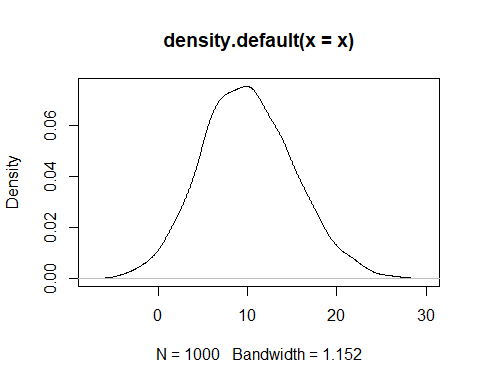 density.default(x = x)
Density
0.06
0.04
0.02
0.00
0 10 20 30
N = 1000 Bandwidth = 1.152